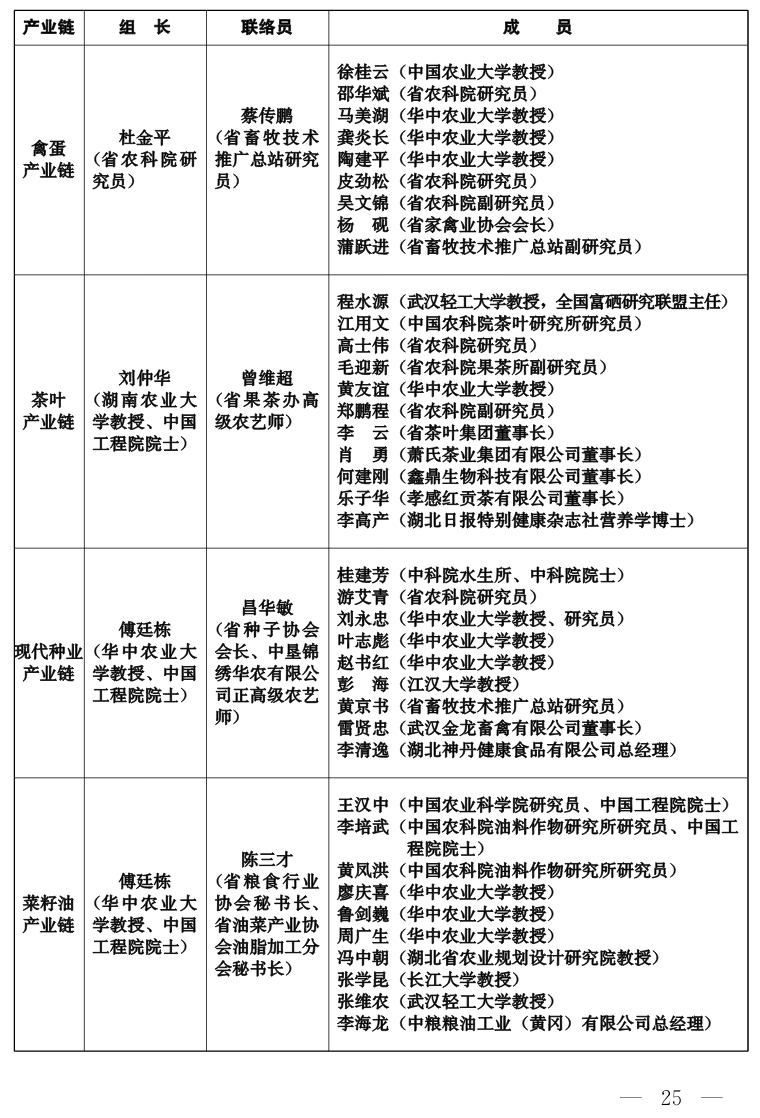 产业链 组 长 联络员 成 员
禽蛋
产业链
杜金平
（省农科院研
究员）
蔡传鹏
（省畜牧技术
推广总站研究
员）
徐桂云（中国农业大学教授）
邵华斌（省农科院研究员）
马美湖（华中农业大学教授）
龚炎长（华中农业大学教授）
陶建平（华中农业大学教授）
皮劲松（省农科院研究员）
吴文锦（省农科院副研究员）
杨 砚（省家禽业协会会长）
蒲跃进（省畜牧技术推广总站副研究员）
茶叶
产业链
刘仲华
（湖南农业大
学教授、中国
工程院院士）
曾维超
（省果茶办高
级农艺师）
程水源（武汉轻工大学教授，全国富硒研究联盟主任）
江用文（中国农科院茶叶研究所研究员）
高士伟（省农科院研究员）
毛迎新（省农科院果茶所副研究员）
黄友谊（华中农业大学教授）
郑鹏程（省农科院副研究员）
李 云（省茶叶集团董事长）
肖 勇（萧氏茶业集团有限公司董事长）
何建刚（鑫鼎生物科技有限公司董事长）
乐子华（孝感红贡茶有限公司董事长）
李高产（湖北日报特别健康杂志社营养学博士）
现代种业
产业链
傅廷栋
（华中农业大
学教授、中国
工程院院士）
昌华敏
（省种子协会
会长、中垦锦
绣华农有限公
司正高级农艺
师）
桂建芳（中科院水生所、中科院院士）
游艾青（省农科院研究员）
刘永忠（华中农业大学教授、研究员）
叶志彪（华中农业大学教授）
赵书红（华中农业大学教授）
彭 海（江汉大学教授）
黄京书（省畜牧技术推广总站研究员）
雷贤忠（武汉金龙畜禽有限公司董事长）
李清逸（湖北神丹健康食品有限公司总经理）
菜籽油
产业链
傅廷栋
（华中农业大
学教授、中国
工程院院士）
陈三才
（省粮食行业
协会秘书长、
省油菜产业协
会油脂加工分
会秘书长）
王汉中（中国农业科学院研究员、中国工程院院士）
李培武（中国农科院油料作物研究所研究员、中国工
程院院士）
黄凤洪（中国农科院油料作物研究所研究员）
廖庆喜（华中农业大学教授）
鲁剑巍（华中农业大学教授）
周广生（华中农业大学教授）
冯中朝（湖北省农业规划设计研究院教授）
张学昆（长江大学教授）
张维农（武汉轻工大学教授）
李海龙（中粮粮油工业（黄冈）有限公司总经理）
— 25 —